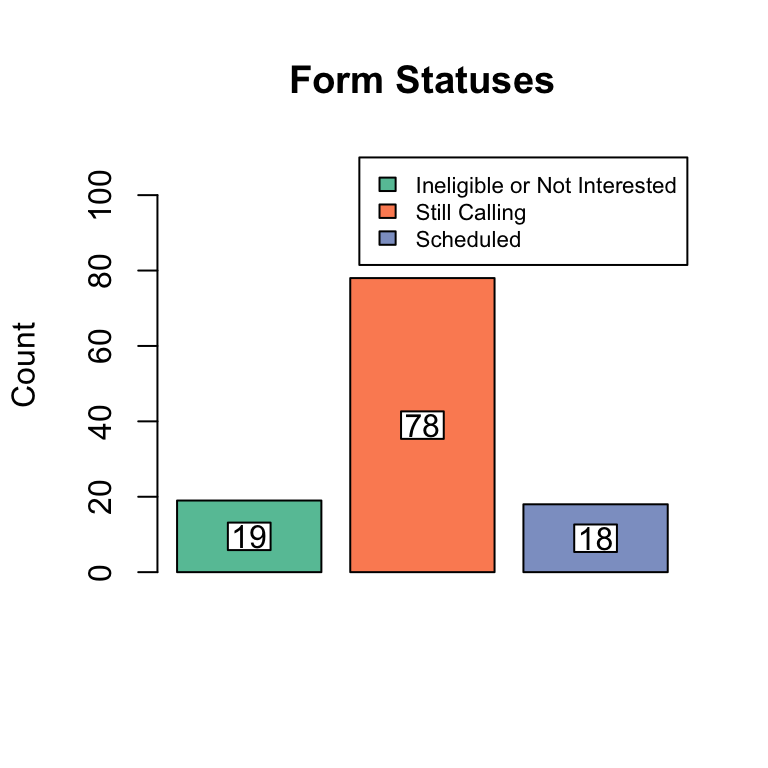 Form Statuses
Ineligible or Not Interested
Still Calling
Scheduled
Count
100
80
60
40
20
0
19
78
18